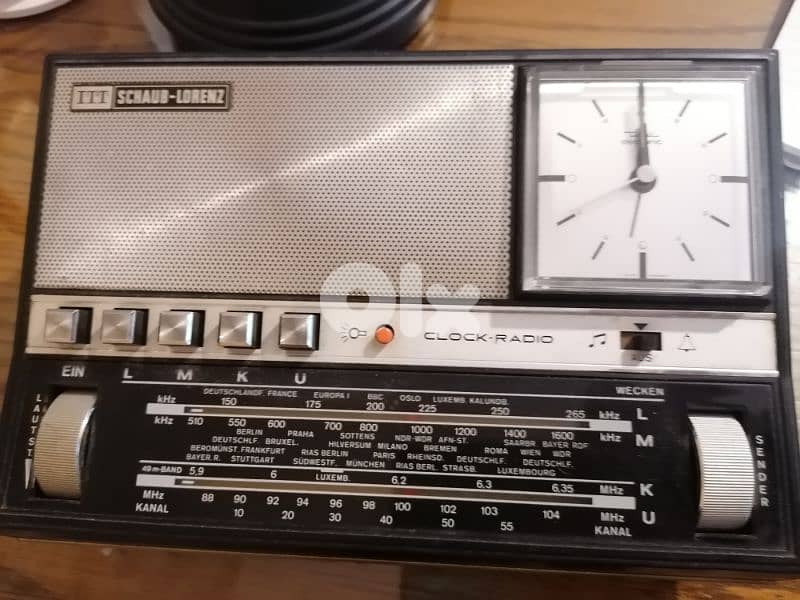 ITT SCHAUB-LORENZ
olx
CLOCK-RADIO
AUS
EIN L M K U
WECKEN
LAUTST.
SENDER
DEUTSCHLANDF. FRANCE EUROPA I BBC OSLO LUXEMB. KALUNDB.
kHz 150 175 200 225 250 265 kHz L
kHz 510 550 600 700 800 1000 1200 1400 1600 kHz
BERLIN PRAHA SOTTENS NDR-WDR AFN-ST. SAARBR BAYER RDF M
DEUTSCHLF. BRUXEL. HILVERSUM MILANO BREMEN ROMA WIEN WDR
BEROMÜNST. FRANKFURT RIAS BERLIN PARIS RHEINSD. DEUTSCHLF. DEUTSCHLF.
BAYER.R. STUTTGART SÜDWESTF. MÜNCHEN RIAS BERL. STRASB. LUXEMBOURG
49m-BAND 5,9 6 LUXEMB. 6,2 6,3 6,35 MHz K
MHz 88 90 92 94 96 98 100 102 103 104 MHz U
KANAL 10 20 30 40 50 55 KANAL